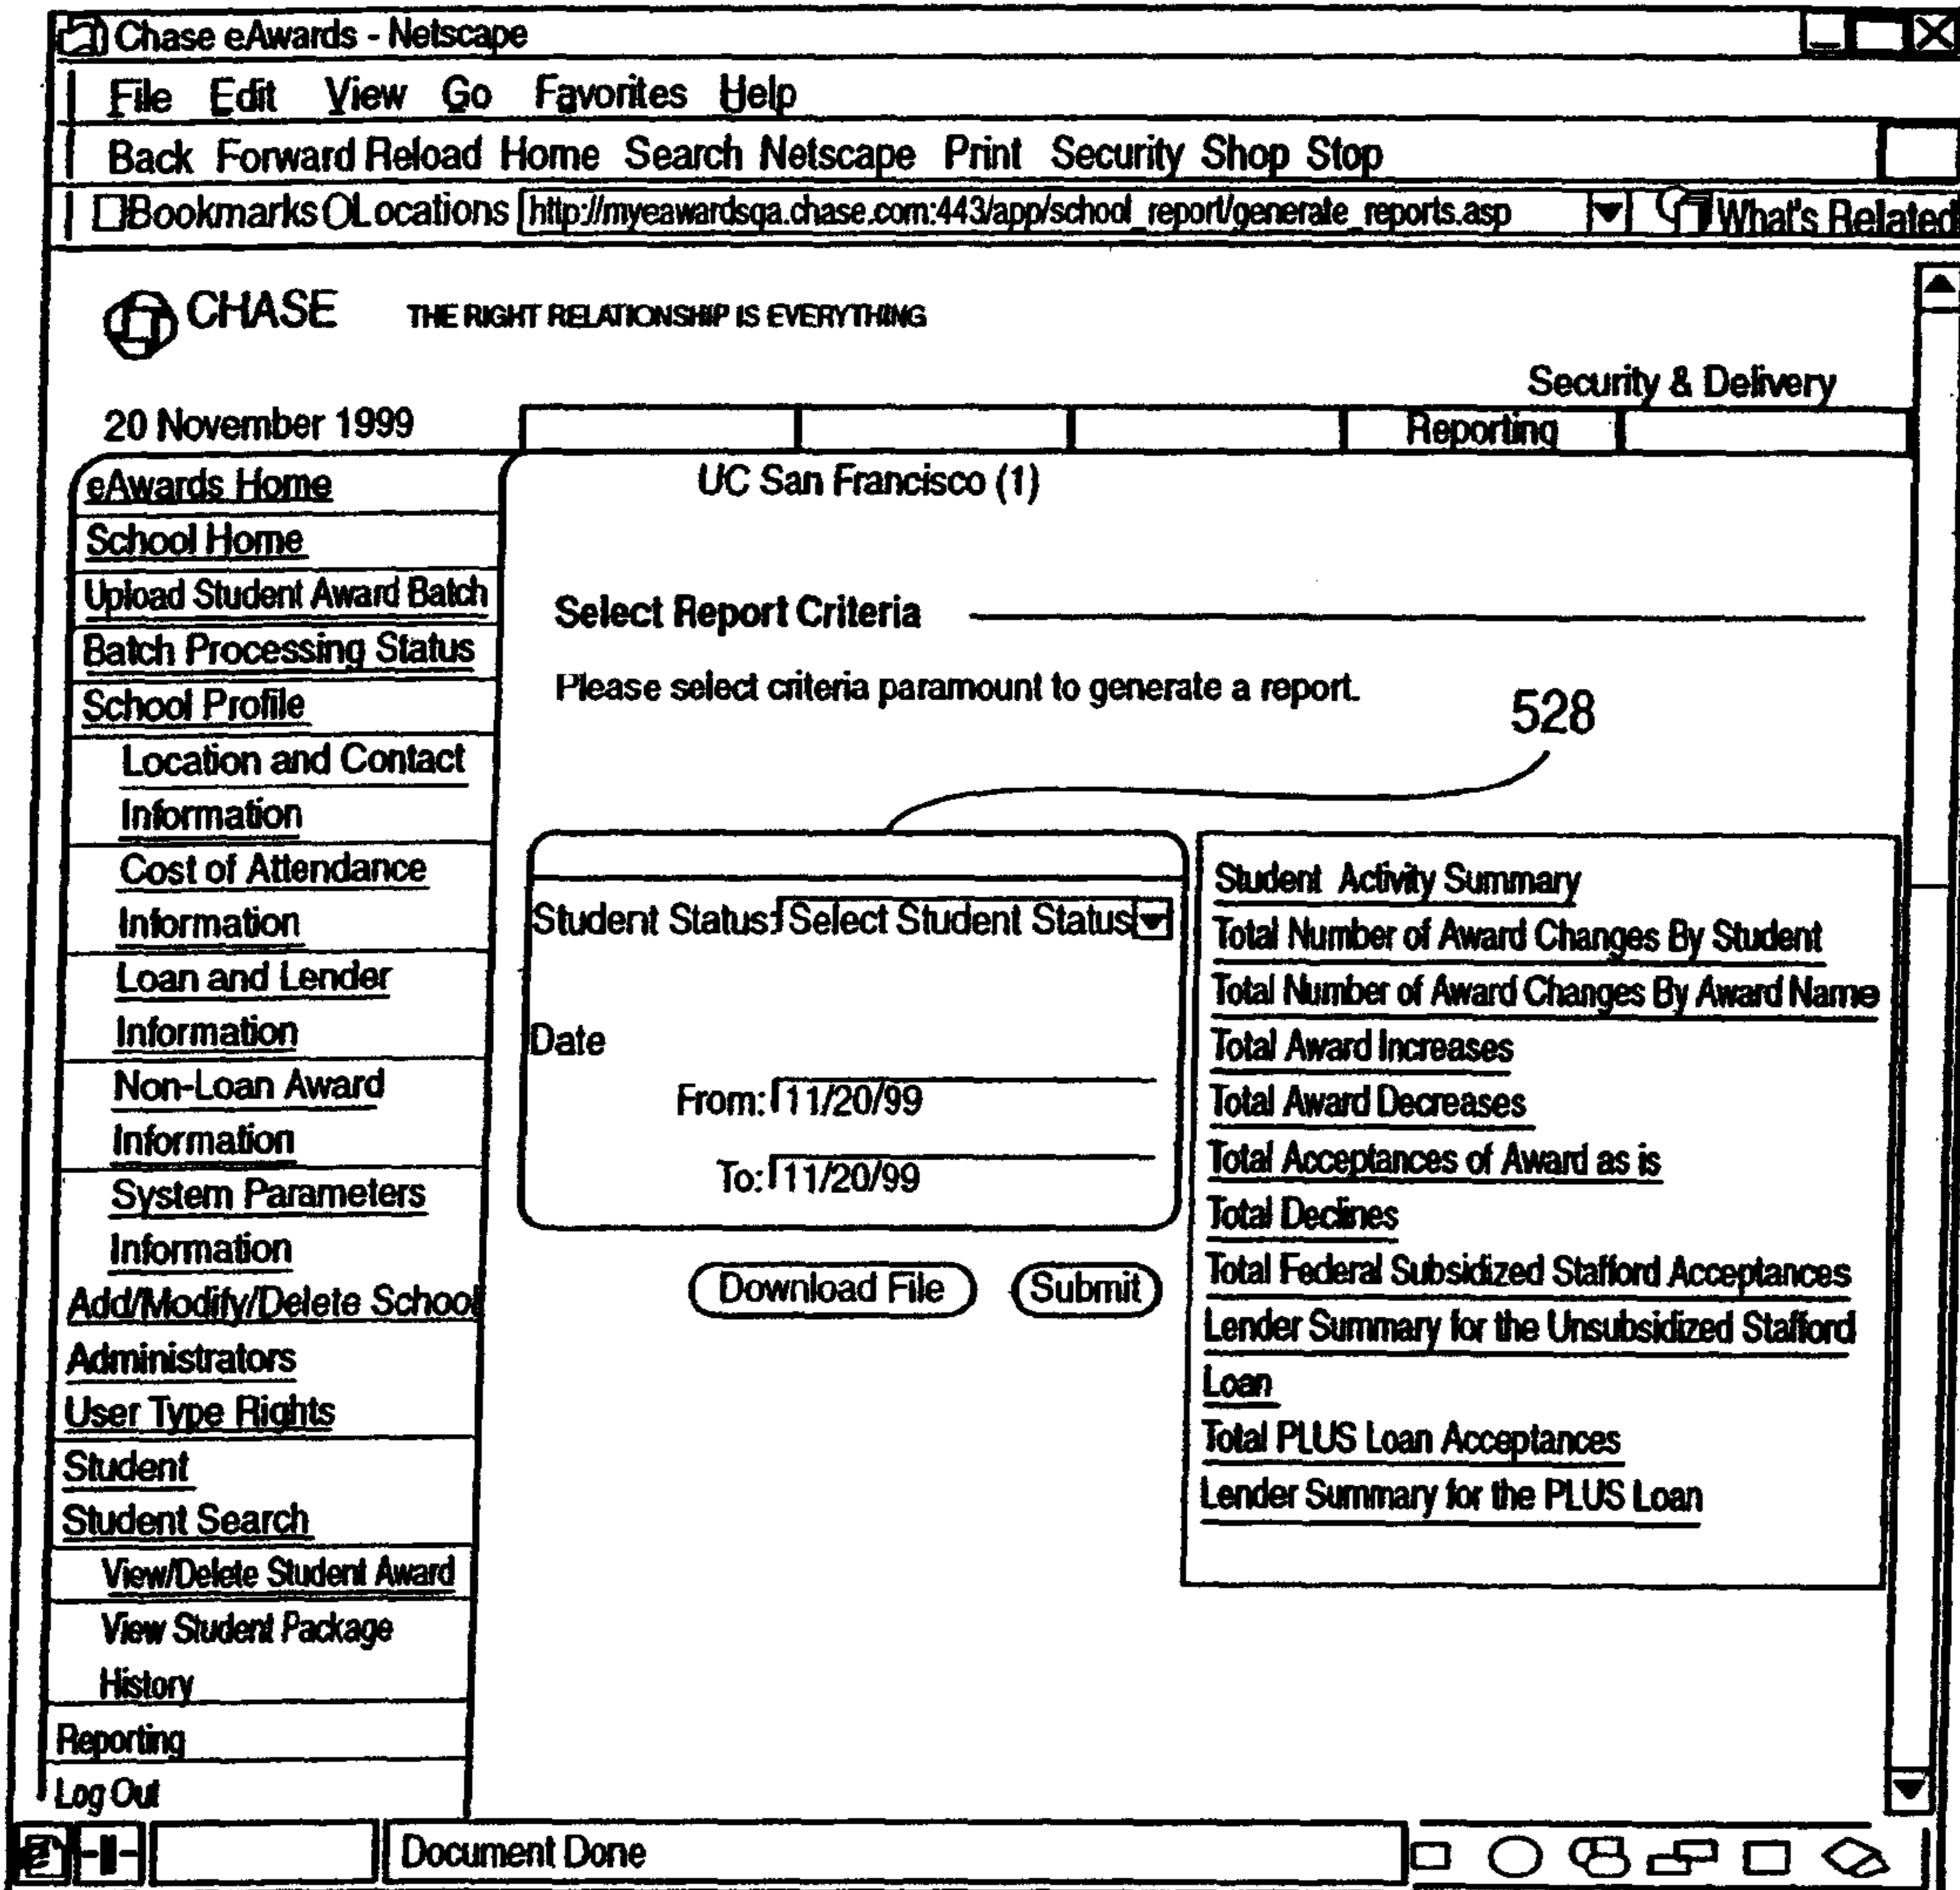 Chase eAwards - Netscape
File Edit View Go Favorites Help
Back Forward Reload Home Search Netscape Print Security Shop Stop
Bookmarks Locations http://myeawardsqa.chase.com:443/app/school_report/generate_reports.asp What's Related
CHASE THE RIGHT RELATIONSHIP IS EVERYTHING
Security & Delivery
20 November 1999
Reporting
eAwards Home
School Home
Upload Student Award Batch
Batch Processing Status
School Profile
Location and Contact
Information
Cost of Attendance
Information
Loan and Lender
Information
Non-Loan Award
Information
System Parameters
Information
Add/Modify/Delete School
Administrators
User Type Rights
Student
Student Search
View/Delete Student Award
View Student Package
History
Reporting
Log Out
UC San Francisco (1)
Select Report Criteria
Please select criteria paramount to generate a report.
528
Student Status: Select Student Status
Date
From: 11/20/99
To: 11/20/99
Download File Submit
Student Activity Summary
Total Number of Award Changes By Student
Total Number of Award Changes By Award Name
Total Award Increases
Total Award Decreases
Total Acceptances of Award as is
Total Declines
Total Federal Subsidized Stafford Acceptances
Lender Summary for the Unsubsidized Stafford
Loan
Total PLUS Loan Acceptances
Lender Summary for the PLUS Loan
Document Done